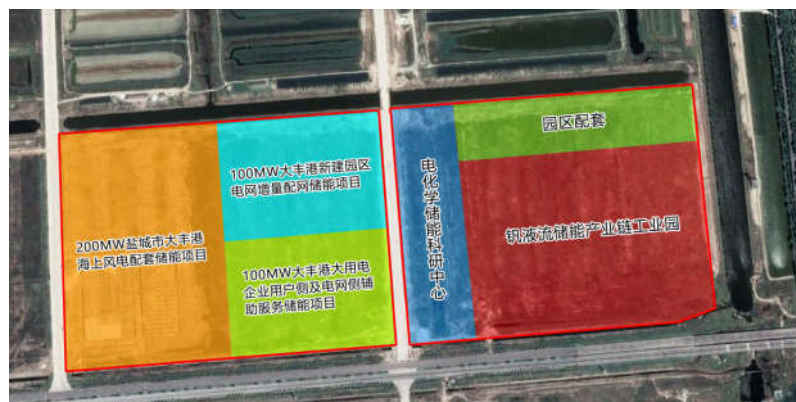 200MW盐城市大丰港
海上风电配套储能项目
100MW大丰港新建园区
电网增量配网储能项目
100MW大丰港大用电
企业用户侧及电网侧辅
助服务储能项目
电化学储能科研中心
园区配套
钒液流储能产业链工业园